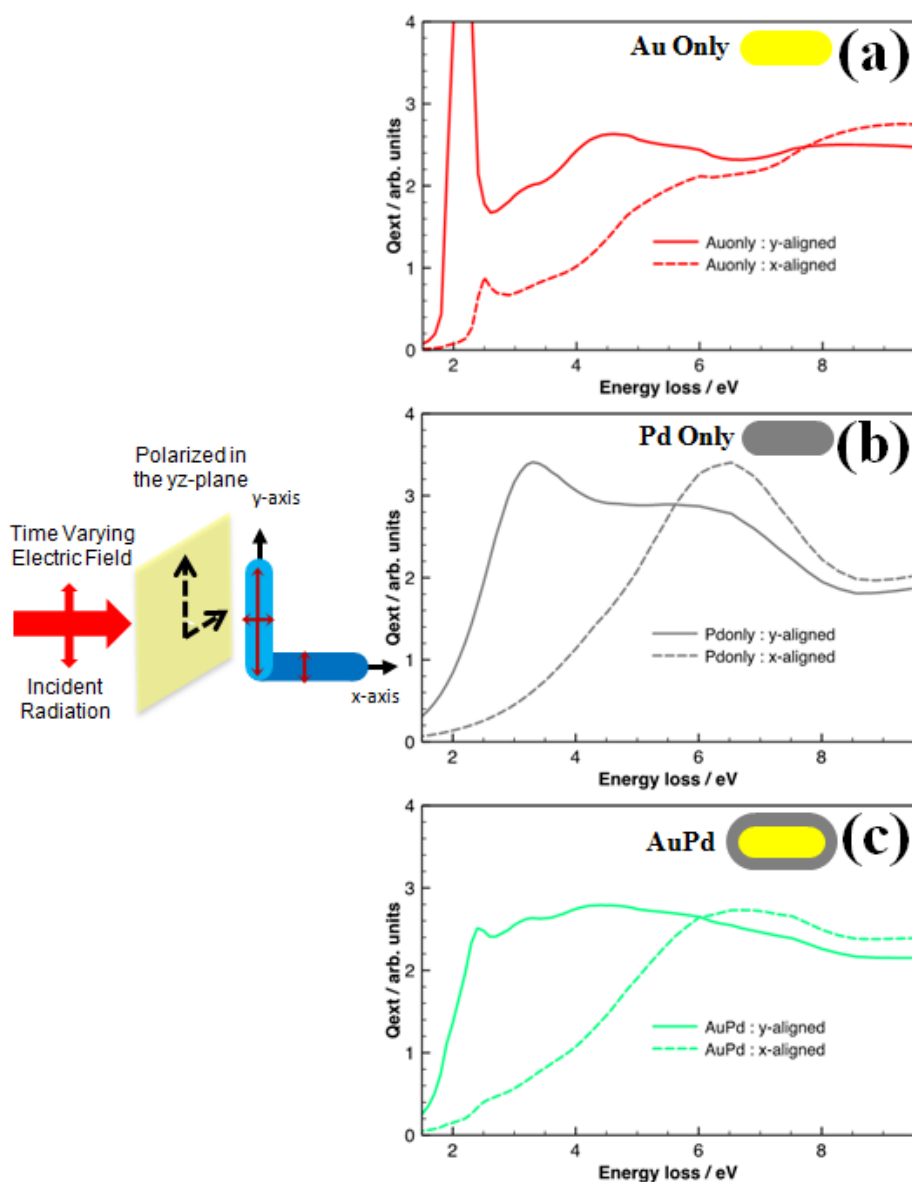 Au Only
(a)
4
3
2
1
0
Qext / arb. units
Auonly : y-aligned
Auonly : x-aligned
2 4 6 8
Energy loss / eV
Polarized in
the yz-plane
y-axis
Time Varying
Electric Field
Incident
Radiation
x-axis
Pd Only
(b)
4
3
2
1
0
Qext / arb. units
Pdonly : y-aligned
Pdonly : x-aligned
2 4 6 8
Energy loss / eV
AuPd
(c)
4
3
2
1
0
Qext / arb. units
AuPd : y-aligned
AuPd : x-aligned
2 4 6 8
Energy loss / eV